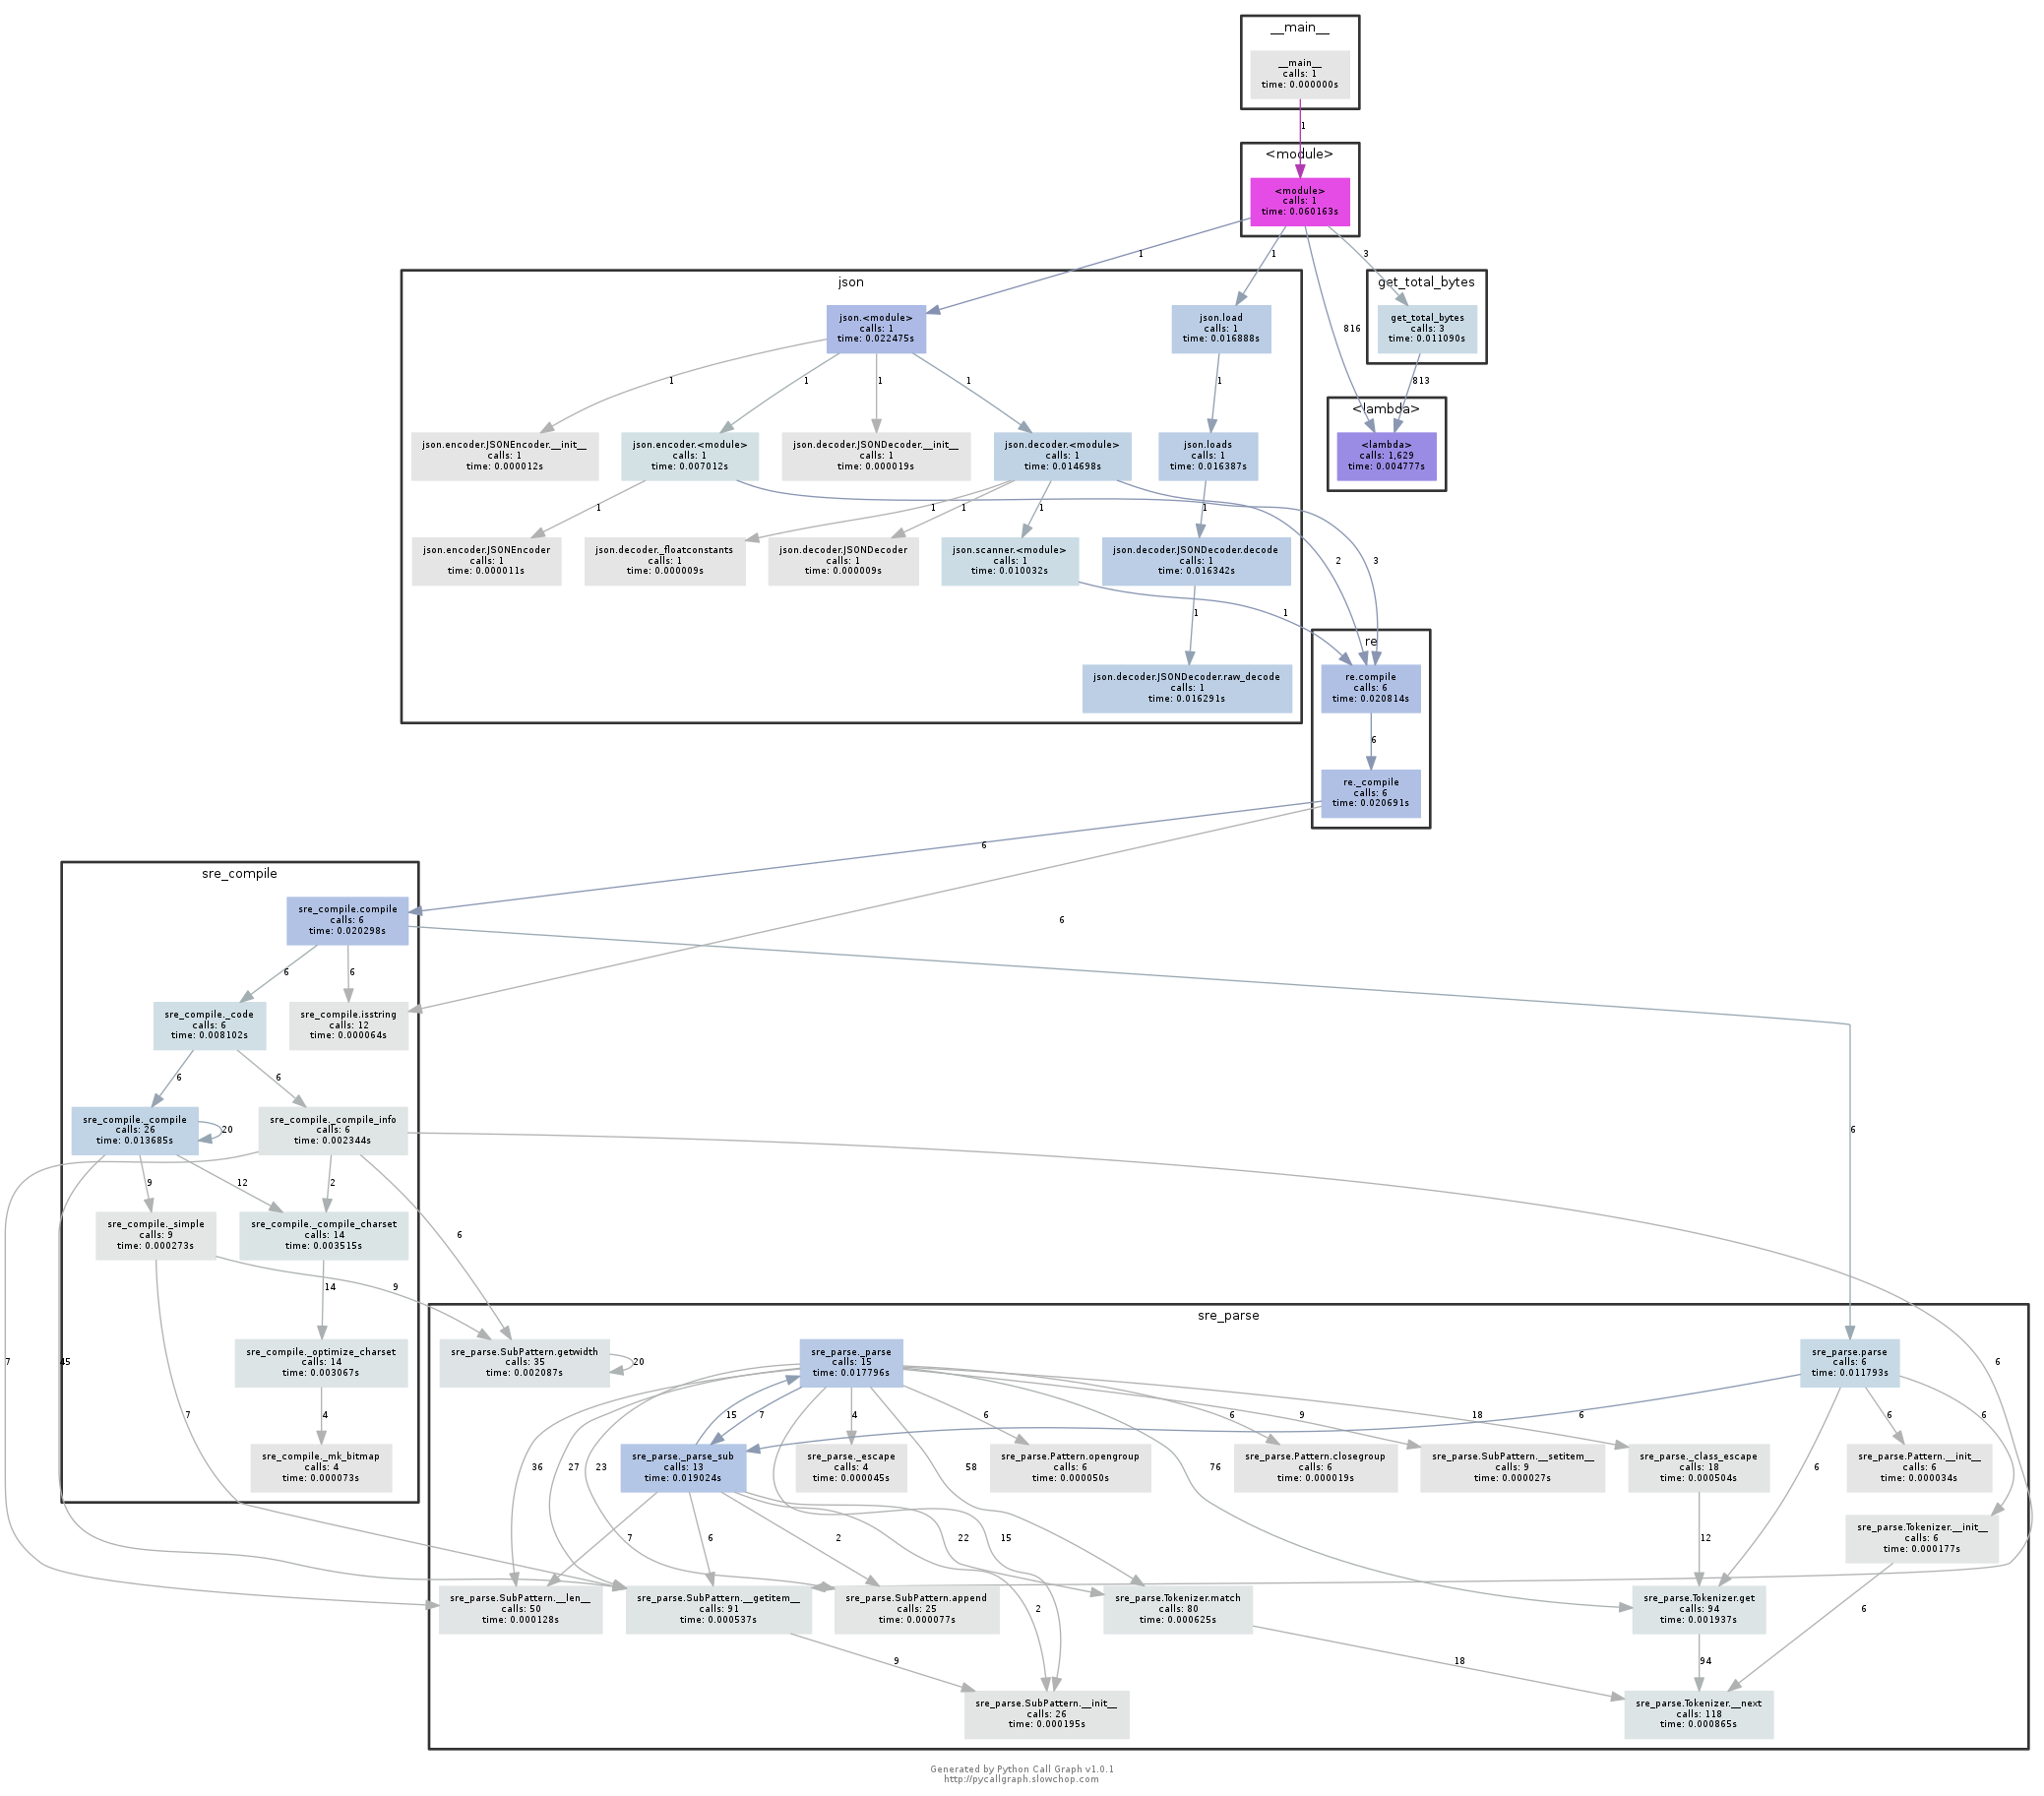 __main__
__main__
calls: 1
time: 0.000000s
1
<module>
<module>
calls: 1
time: 0.060163s
1
1
3
816
json
get_total_bytes
json.<module>
calls: 1
time: 0.022475s
json.load
calls: 1
time: 0.016888s
get_total_bytes
calls: 3
time: 0.011090s
1
1
1
1
1
813
<lambda>
json.encoder.JSONEncoder.__init__
calls: 1
time: 0.000012s
json.encoder.<module>
calls: 1
time: 0.007012s
json.decoder.JSONDecoder.__init__
calls: 1
time: 0.000019s
json.decoder.<module>
calls: 1
time: 0.014698s
json.loads
calls: 1
time: 0.016387s
<lambda>
calls: 1,629
time: 0.004777s
1
1
1
1
1
2
3
json.encoder.JSONEncoder
calls: 1
time: 0.000011s
json.decoder._floatconstants
calls: 1
time: 0.000009s
json.decoder.JSONDecoder
calls: 1
time: 0.000009s
json.scanner.<module>
calls: 1
time: 0.010032s
json.decoder.JSONDecoder.decode
calls: 1
time: 0.016342s
1
1
re
json.decoder.JSONDecoder.raw_decode
calls: 1
time: 0.016291s
re.compile
calls: 6
time: 0.020814s
6
re._compile
calls: 6
time: 0.020691s
6
6
sre_compile
sre_compile.compile
calls: 6
time: 0.020298s
6
6
6
sre_compile._code
calls: 6
time: 0.008102s
sre_compile.isstring
calls: 12
time: 0.000064s
6
6
sre_compile._compile
calls: 26
time: 0.013685s
20
sre_compile._compile_info
calls: 6
time: 0.002344s
9
12
2
6
6
7
45
sre_compile._simple
calls: 9
time: 0.000273s
sre_compile._compile_charset
calls: 14
time: 0.003515s
14
9
7
sre_compile._optimize_charset
calls: 14
time: 0.003067s
4
sre_compile._mk_bitmap
calls: 4
time: 0.000073s
sre_parse
sre_parse.SubPattern.getwidth
calls: 35
time: 0.002087s
20
sre_parse._parse
calls: 15
time: 0.017796s
sre_parse.parse
calls: 6
time: 0.011793s
15
7
4
6
6
9
18
6
6
6
6
36
27
23
58
76
sre_parse._parse_sub
calls: 13
time: 0.019024s
sre_parse._escape
calls: 4
time: 0.000045s
sre_parse.Pattern.opengroup
calls: 6
time: 0.000050s
sre_parse.Pattern.closegroup
calls: 6
time: 0.000019s
sre_parse.SubPattern.__setitem__
calls: 9
time: 0.000027s
sre_parse._class_escape
calls: 18
time: 0.000504s
sre_parse.Pattern.__init__
calls: 6
time: 0.000034s
7
6
2
22
15
2
12
6
sre_parse.Tokenizer.__init__
calls: 6
time: 0.000177s
6
sre_parse.SubPattern.__len__
calls: 50
time: 0.000128s
sre_parse.SubPattern.__getitem__
calls: 91
time: 0.000537s
sre_parse.SubPattern.append
calls: 25
time: 0.000077s
sre_parse.Tokenizer.match
calls: 80
time: 0.000625s
sre_parse.Tokenizer.get
calls: 94
time: 0.001937s
9
18
94
sre_parse.SubPattern.__init__
calls: 26
time: 0.000195s
sre_parse.Tokenizer.__next
calls: 118
time: 0.000865s
Generated by Python Call Graph v1.0.1
http://pycallgraph.slowchop.com